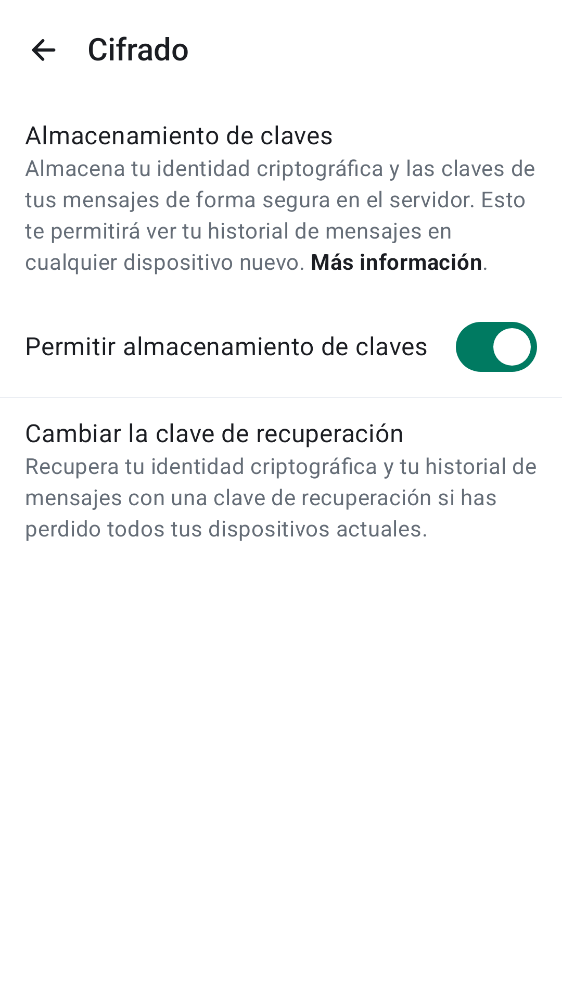 Cifrado
Almacenamiento de claves
Almacena tu identidad criptográfica y las claves de
tus mensajes de forma segura en el servidor. Esto
te permitirá ver tu historial de mensajes en
cualquier dispositivo nuevo. Más información.
Permitir almacenamiento de claves
Cambiar la clave de recuperación
Recupera tu identidad criptográfica y tu historial de
mensajes con una clave de recuperación si has
perdido todos tus dispositivos actuales.